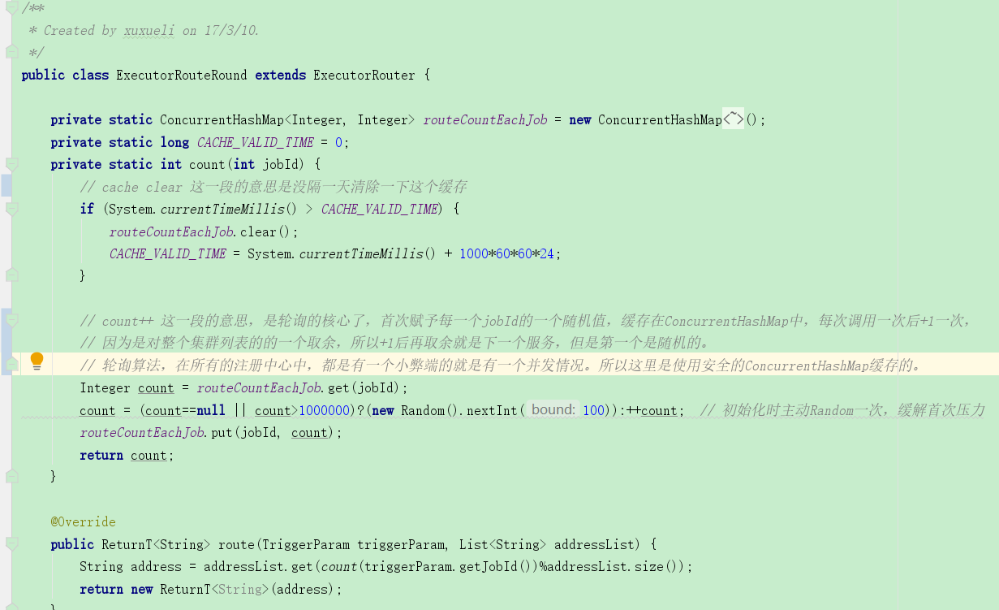 /**
 * Created by xuxueli on 17/3/10.
 */
public class ExecutorRouteRound extends ExecutorRouter {
    private static ConcurrentHashMap<Integer, Integer> routeCountEachJob = new ConcurrentHashMap<~>();
    private static long CACHE_VALID_TIME = 0;
    private static int count(int jobId) {
        // cache clear 这一段的意思是没隔一天清除一下这个缓存
        if (System.currentTimeMillis() > CACHE_VALID_TIME) {
            routeCountEachJob.clear();
            CACHE_VALID_TIME = System.currentTimeMillis() + 1000*60*60*24;
        }
        // count++ 这一段的意思，是轮询的核心了，首次赋予每一个jobId的一个随机值，缓存在ConcurrentHashMap中，每次调用一次后+1一次，
        // 因为是对整个集群列表的的一个取余，所以+1后再取余就是下一个服务，但是第一个是随机的。
        // 轮询算法，在所有的注册中心中，都是有一个小弊端的就是有一个并发情况。所以这里是使用安全的ConcurrentHashMap缓存的。
        Integer count = routeCountEachJob.get(jobId);
        count = (count==null || count>1000000)?(new Random().nextInt( bound: 100)):++count;  // 初始化时主动Random一次，缓解首次压力
        routeCountEachJob.put(jobId, count);
        return count;
    }
    @Override
    public ReturnT<String> route(TriggerParam triggerParam, List<String> addressList) {
        String address = addressList.get(count(triggerParam.getJobId())%addressList.size());
        return new ReturnT<String>(address);
    }